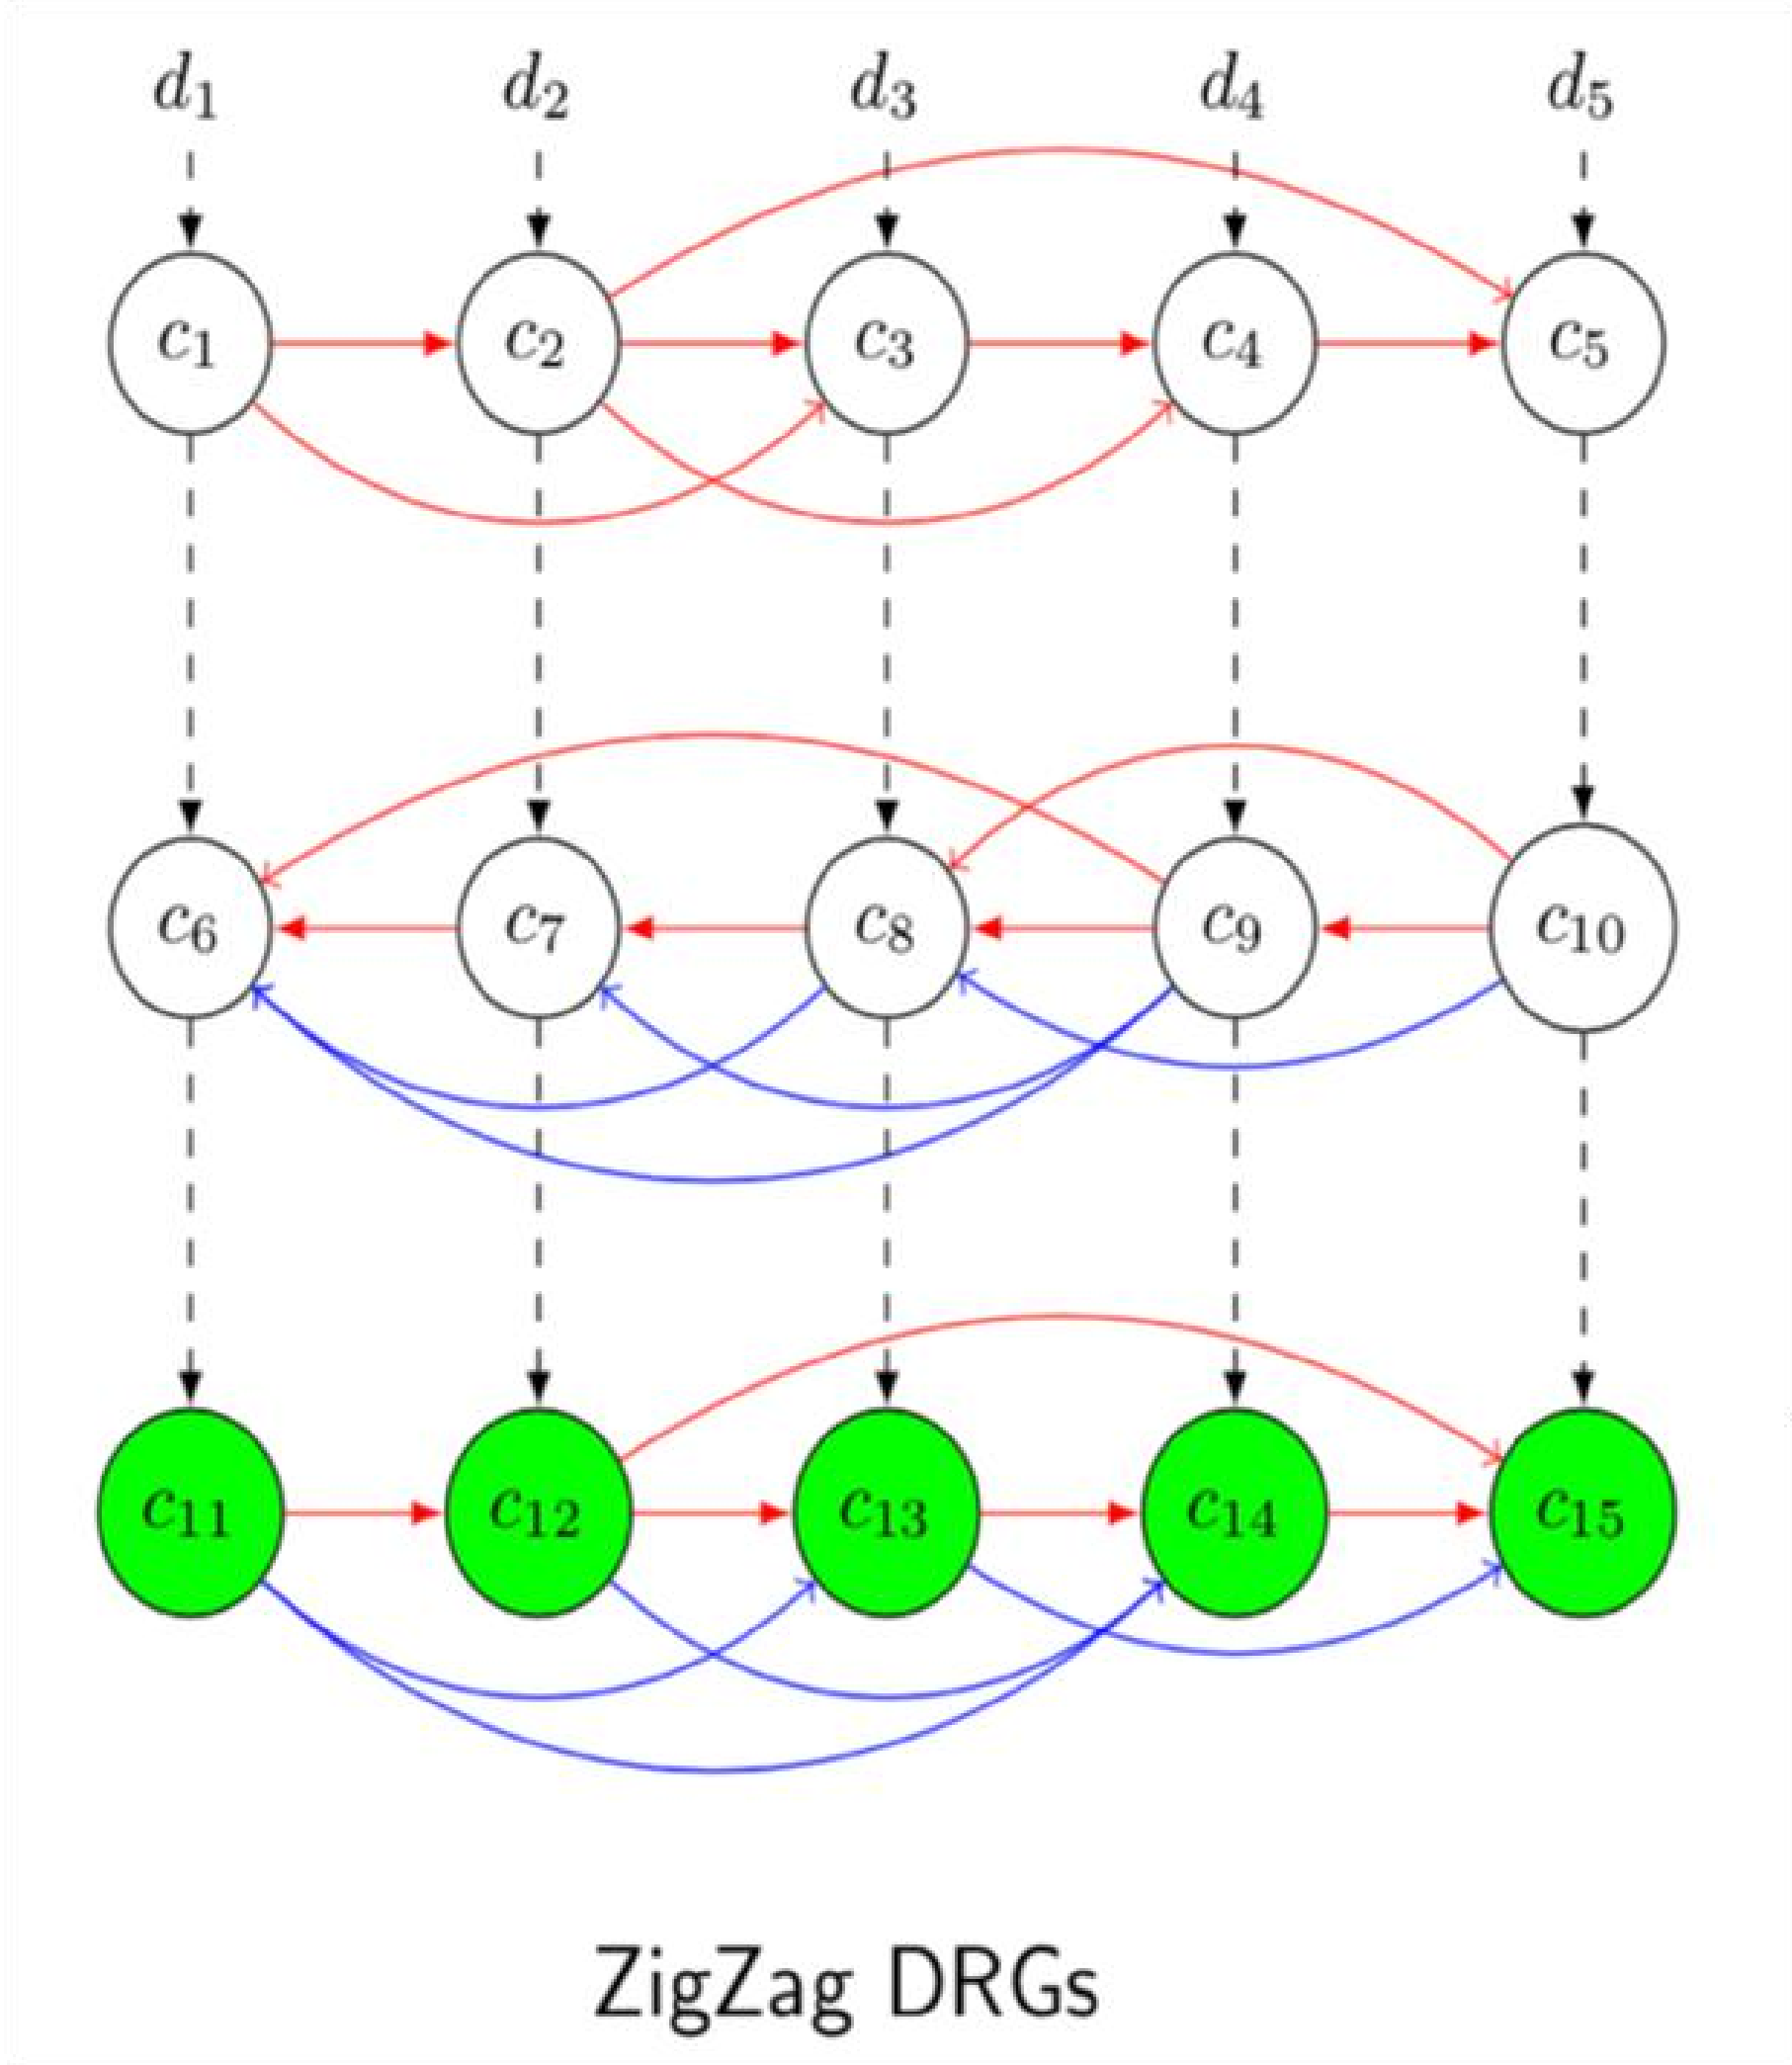 d₁ d₂ d₃ d₄ d₅
c₁ c₂ c₃ c₄ c₅
c₆ c₇ c₈ c₉ c₁₀
c₁₁ c₁₂ c₁₃ c₁₄ c₁₅
ZigZag DRGs